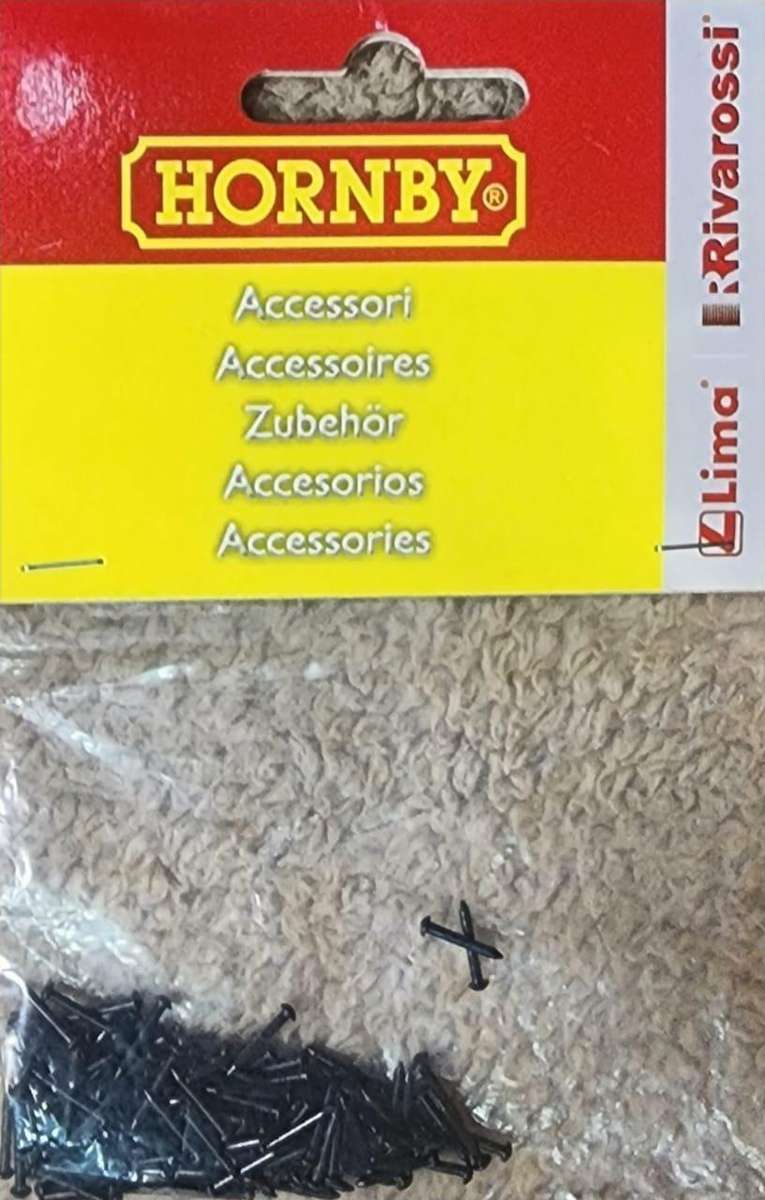 HORNBY®
Accessori
Accessoires
Zubehör
Accesorios
Accessories
Rivarossi
Lima